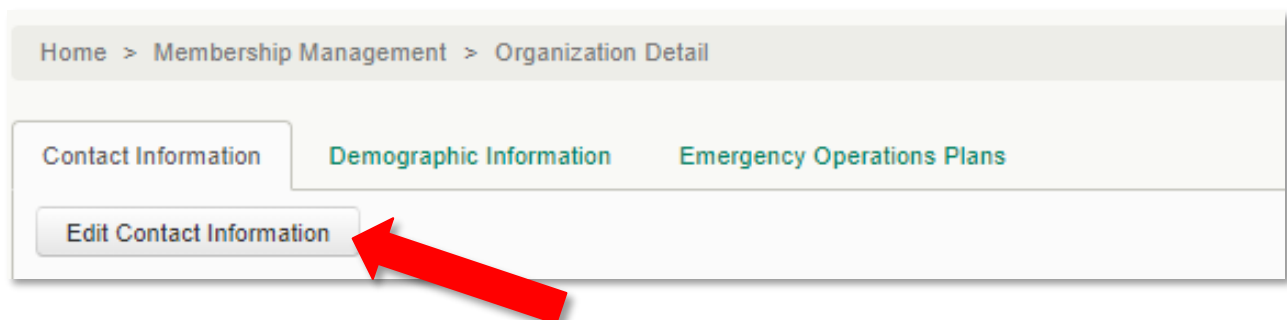 Home > Membership Management > Organization Detail
Contact Information Demographic Information Emergency Operations Plans
Edit Contact Information